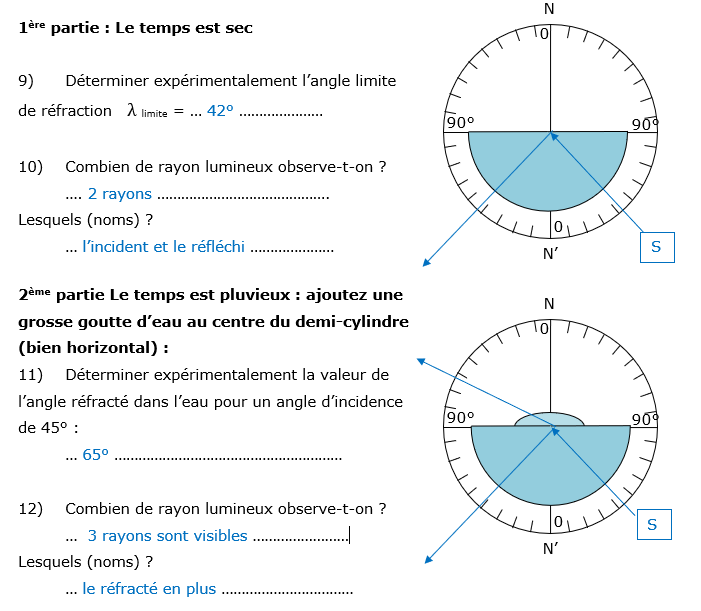 1ère partie : Le temps est sec
9) Déterminer expérimentalement l’angle limite
de réfraction λ limite = ... 42° .....................
10) Combien de rayon lumineux observe-t-on ?
.... 2 rayons ...........................................
Lesquels (noms) ?
... l’incident et le réfléchi .....................
N
0
90°
90°
0
N’
S
2ème partie Le temps est pluvieux : ajoutez une
grosse goutte d’eau au centre du demi-cylindre
(bien horizontal) :
11) Déterminer expérimentalement la valeur de
l’angle réfracté dans l’eau pour un angle d’incidence
de 45° :
... 65° .........................................................
12) Combien de rayon lumineux observe-t-on ?
... 3 rayons sont visibles ........................
Lesquels (noms) ?
... le réfracté en plus .................................
N
0
90°
90°
0
N’
S